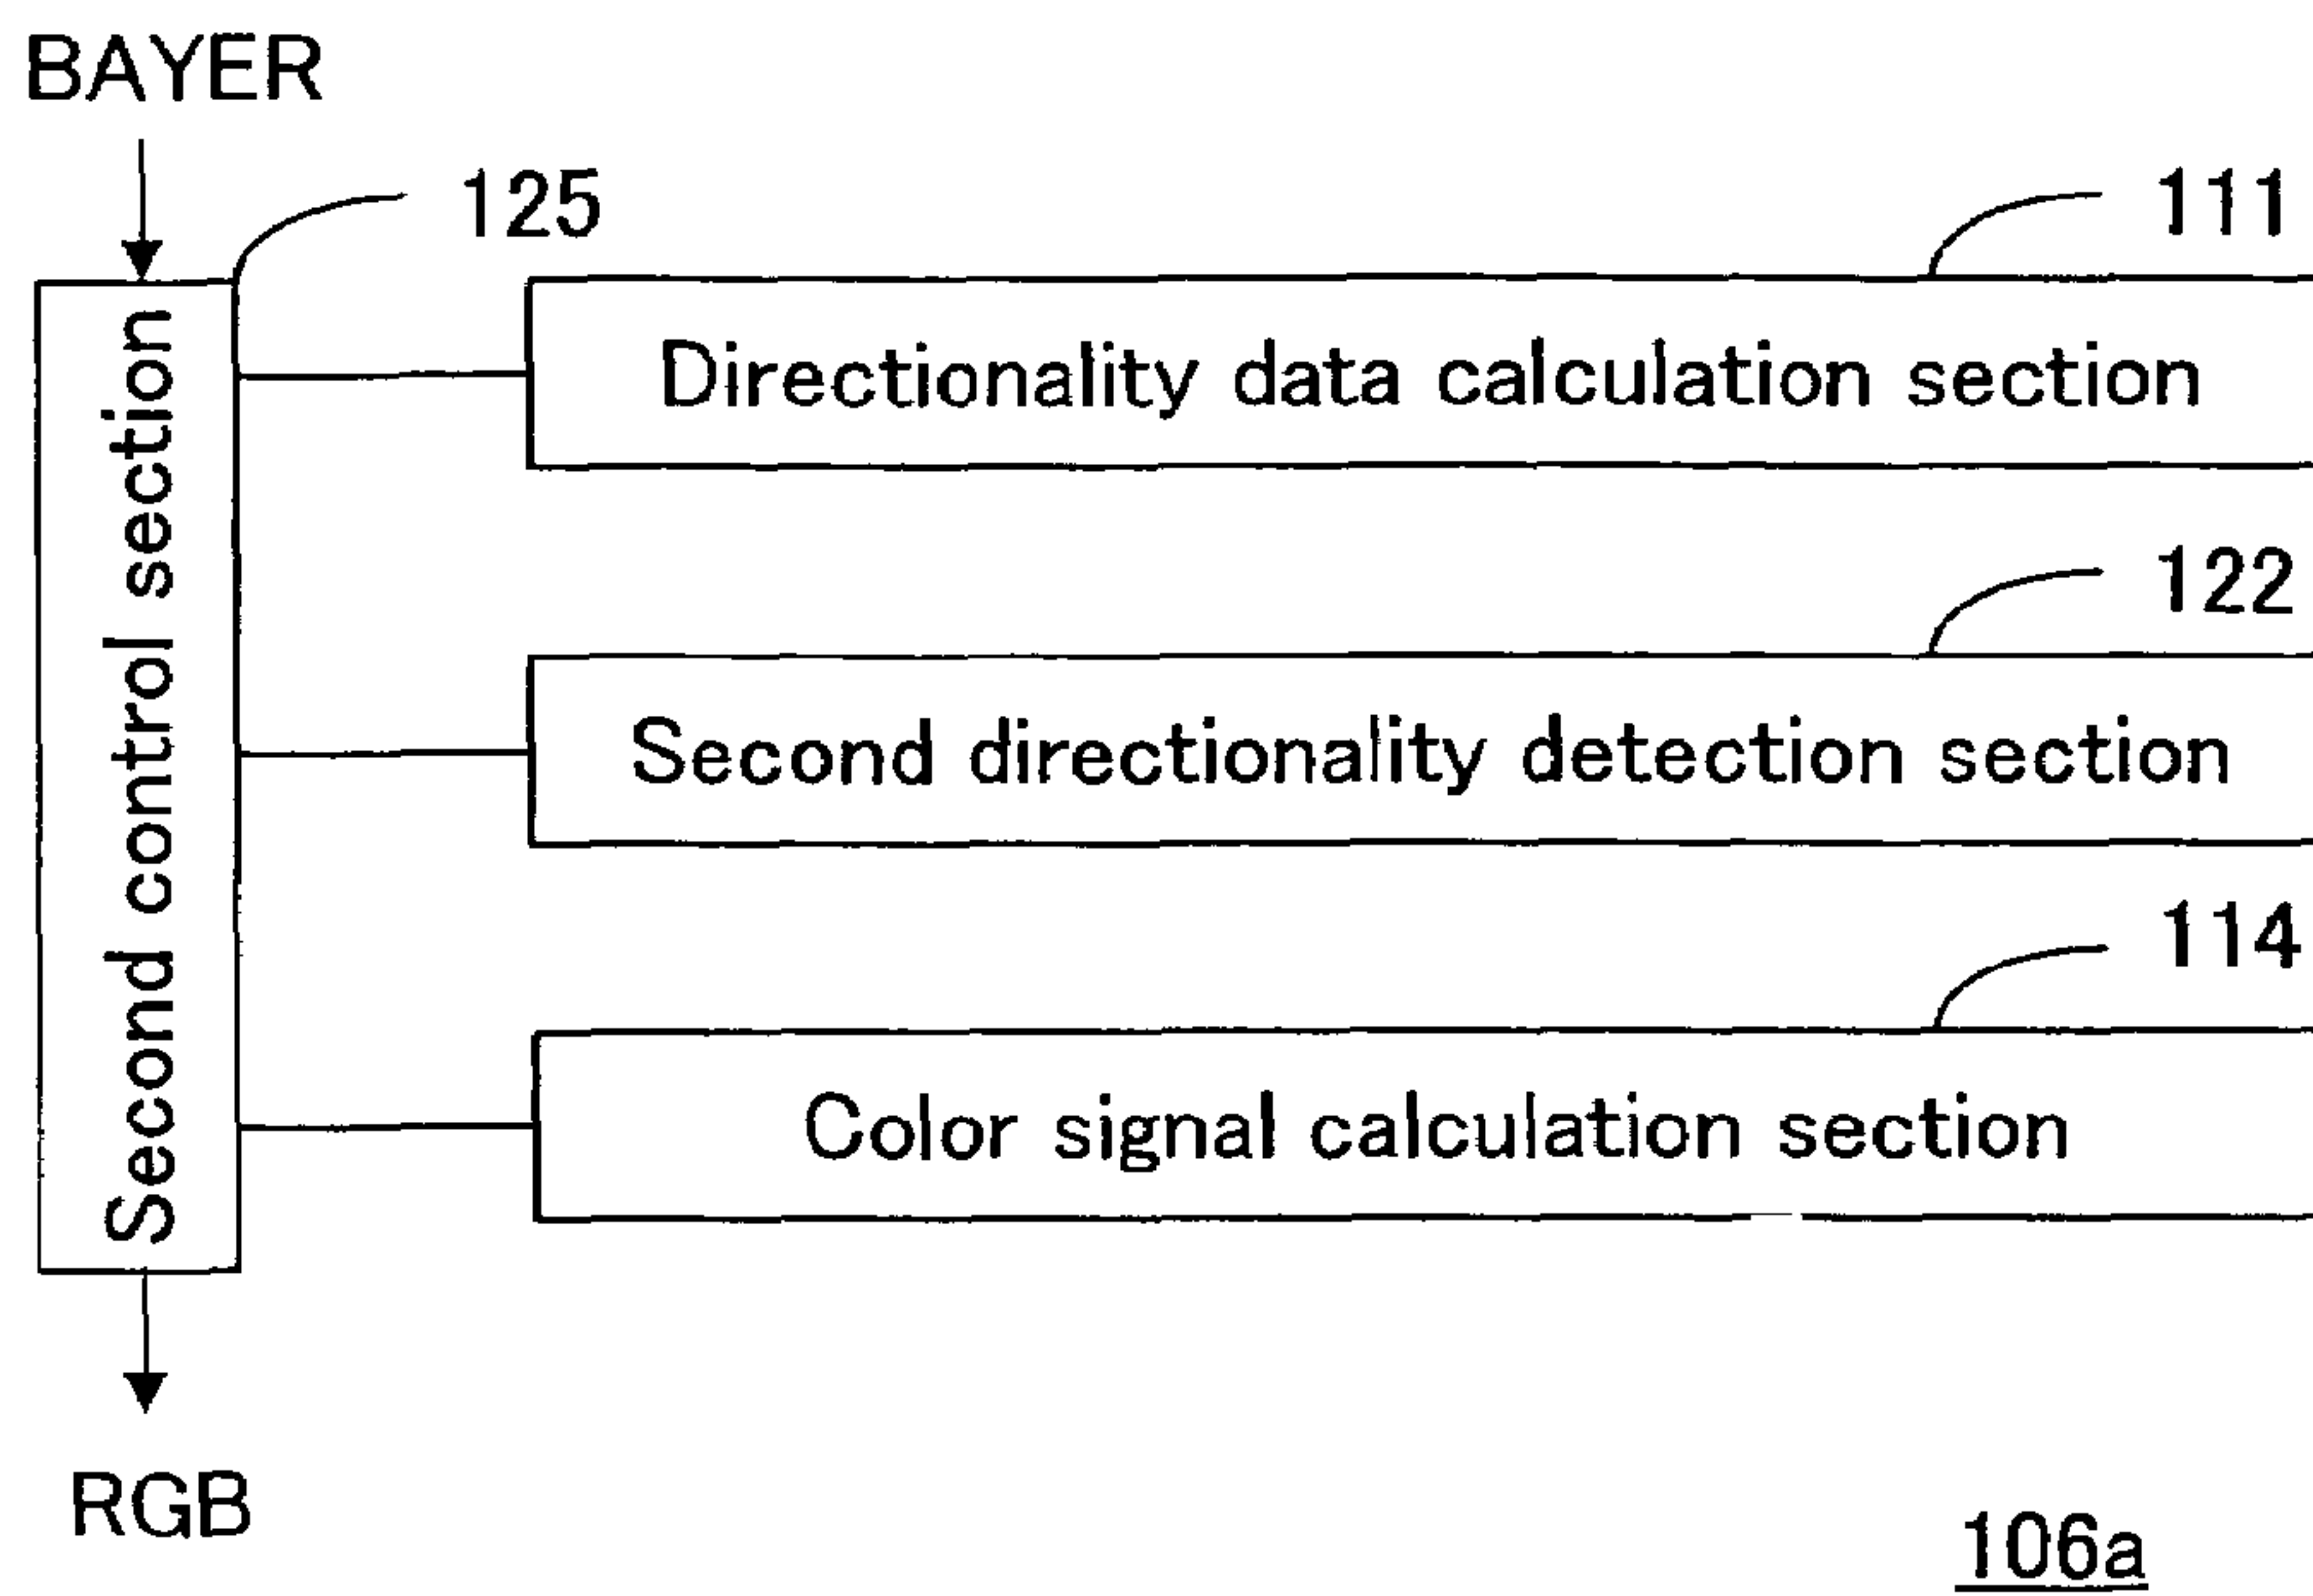 BAYER
125
111
Second control section
Directionality data calculation section
122
Second directionality detection section
114
Color signal calculation section
RGB
106a